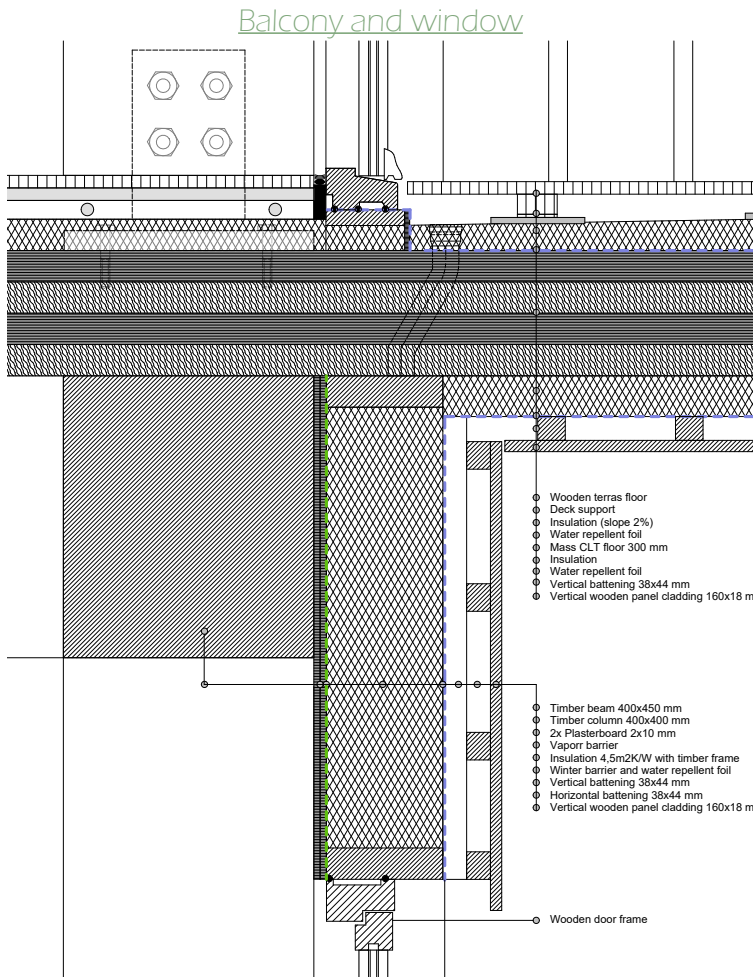 Balcony and window
Wooden terras floor
Deck support
Insulation (slope 2%)
Water repellent foil
Mass CLT floor 300 mm
Insulation
Water repellent foil
Vertical battening 38x44 mm
Vertical wooden panel cladding 160x18 m
Timber beam 400x450 mm
Timber column 400x400 mm
2x Plasterboard 2x10 mm
Vaporr barrier
Insulation 4,5m2K/W with timber frame
Winter barrier and water repellent foil
Vertical battening 38x44 mm
Horizontal battening 38x44 mm
Vertical wooden panel cladding 160x18 m
Wooden door frame